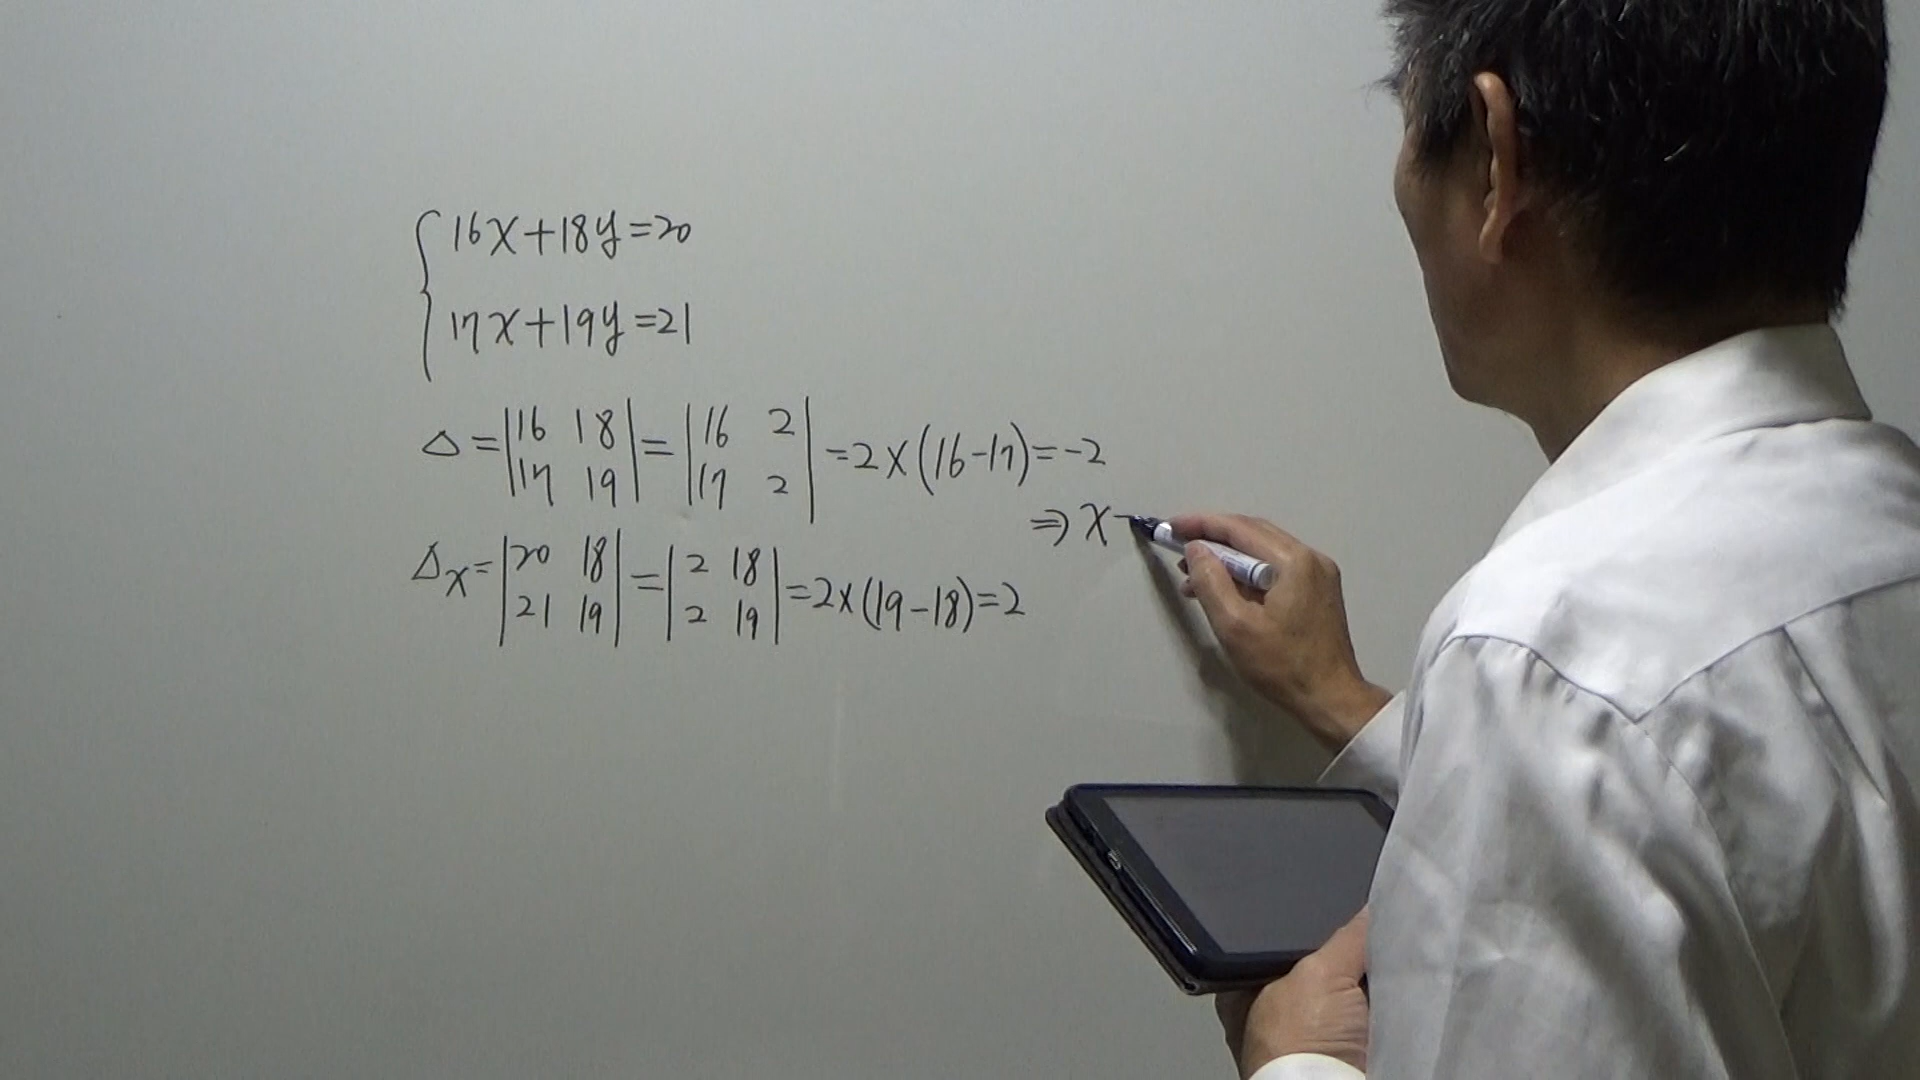 16x+18y=20
17x+19y=21
Δ=|16 18|=|16 2|=2×(16-17)=-2
|17 19| |17 2|
⇒x-
Δx=|20 18|=|2 18|=2×(19-18)=2
|21 19| |2 19|